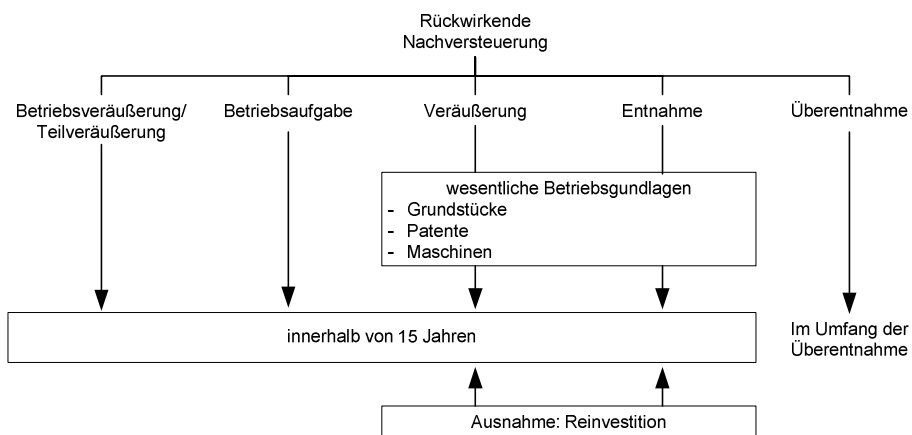 Rückwirkende
Nachversteuerung
Betriebsveräußerung/
Teilveräußerung
Betriebsaufgabe
Veräußerung
Entnahme
Überentnahme
wesentliche Betriebsgundlagen
- Grundstücke
- Patente
- Maschinen
innerhalb von 15 Jahren
Im Umfang der
Überentnahme
Ausnahme: Reinvestition